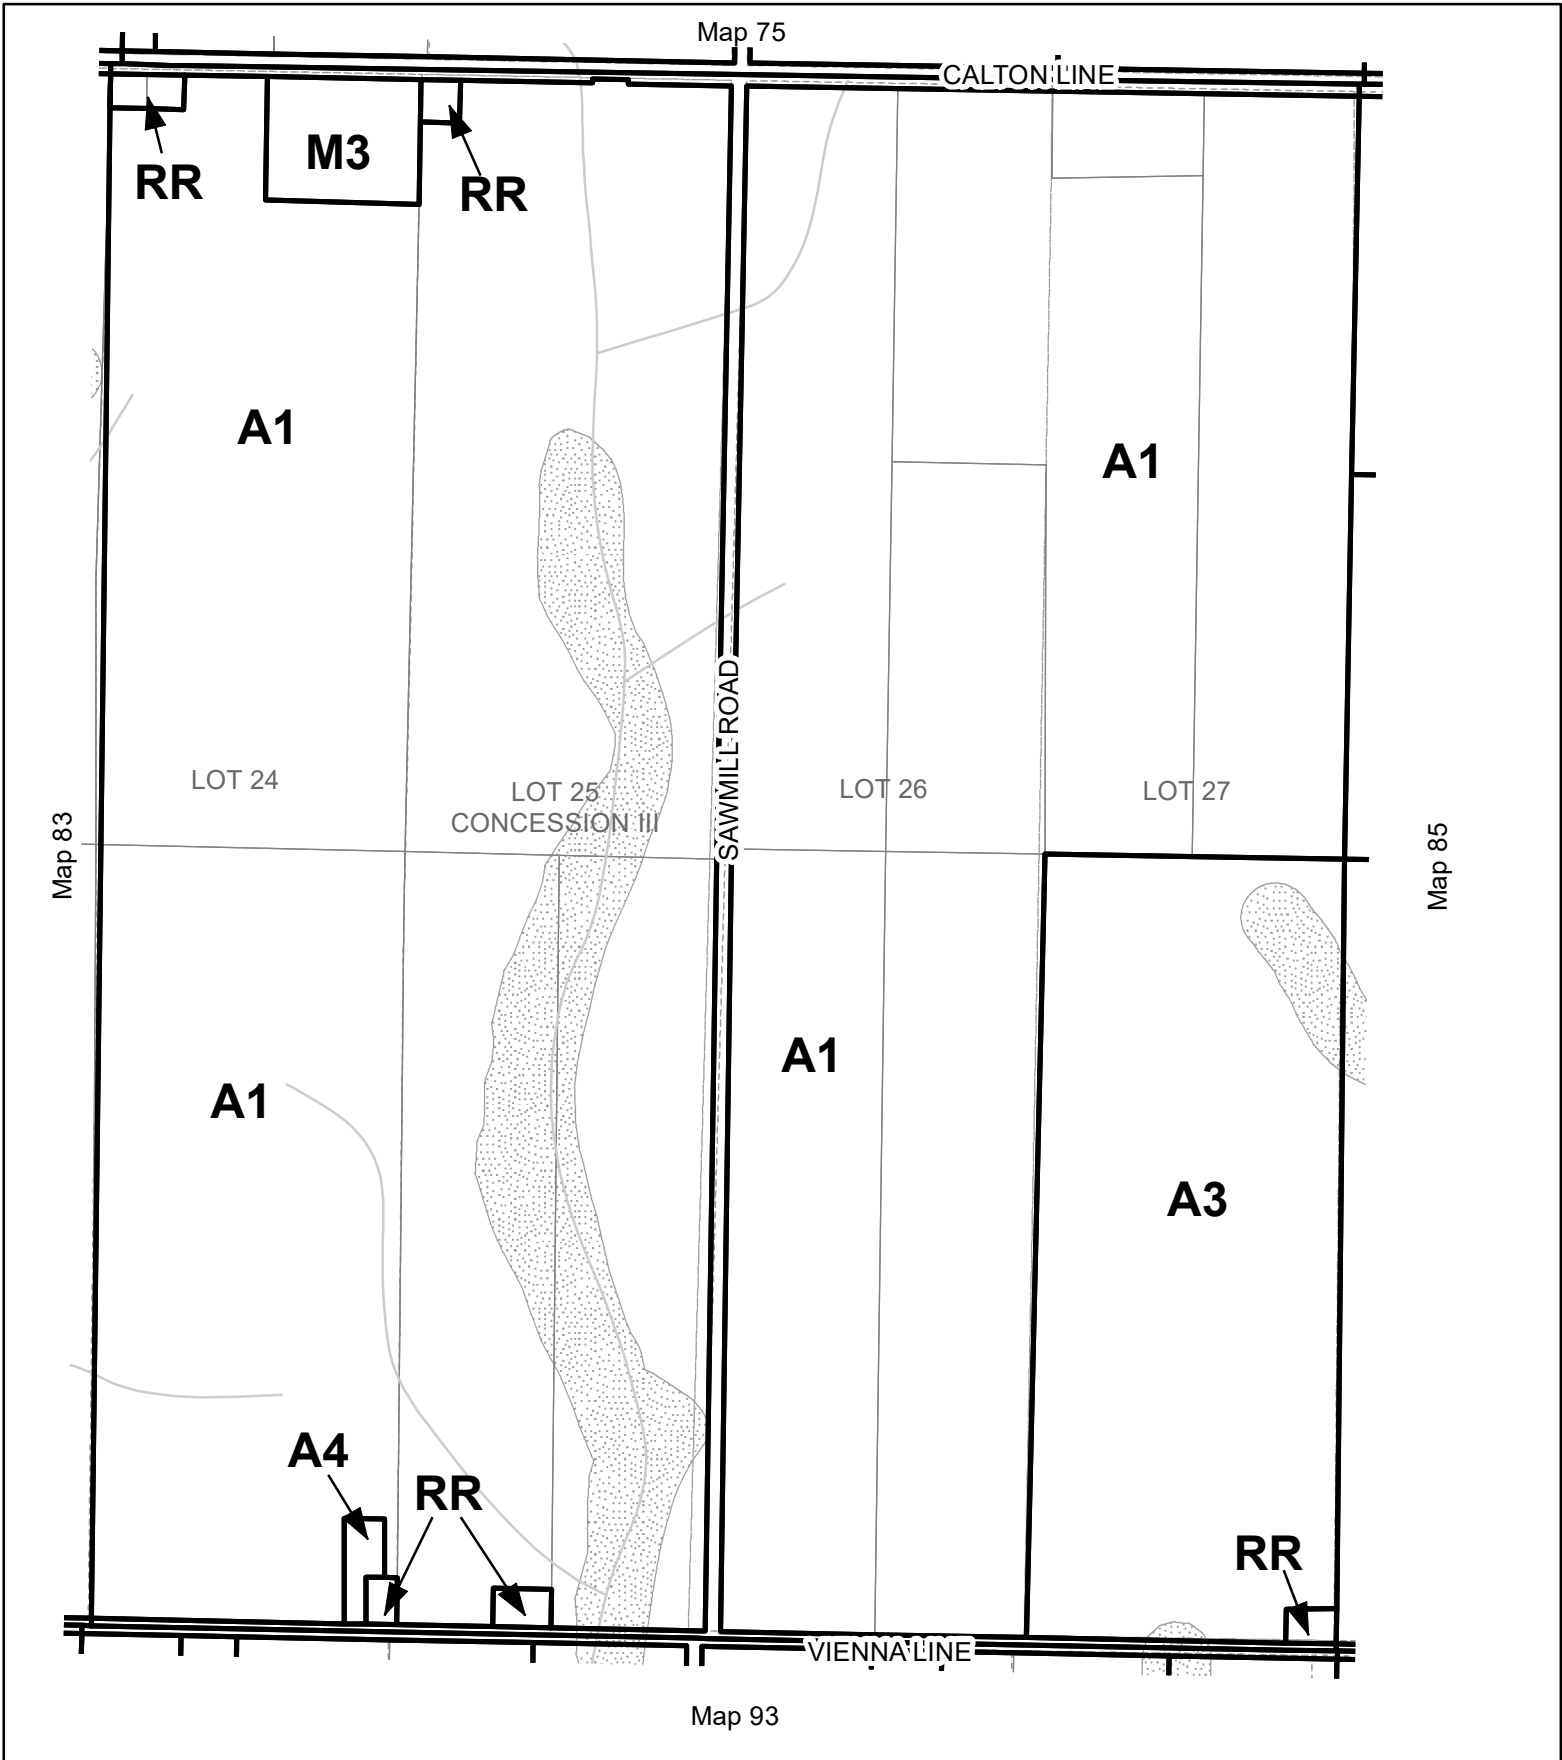 Map 75
CALTON LINE
RR
M3
RR
A1
A1
SAWMILL ROAD
LOT 24
LOT 25
CONCESSION III
LOT 26
LOT 27
Map 83
Map 85
A1
A1
A3
A4
RR
RR
VIENNA LINE
Map 93